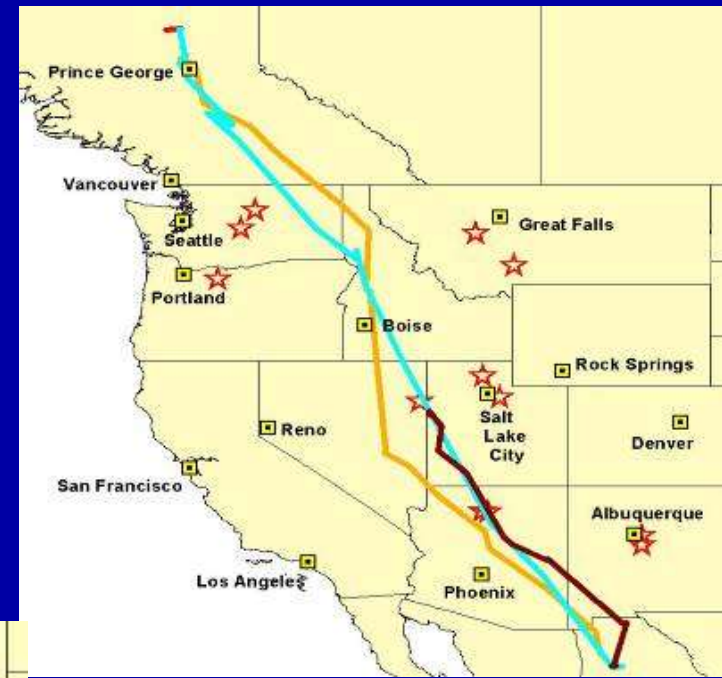 Prince George
Vancouver
Seattle
Great Falls
Portland
Boise
Rock Springs
Salt
Lake
City
Reno
Denver
San Francisco
Albuquerque
Los Angeles
Phoenix